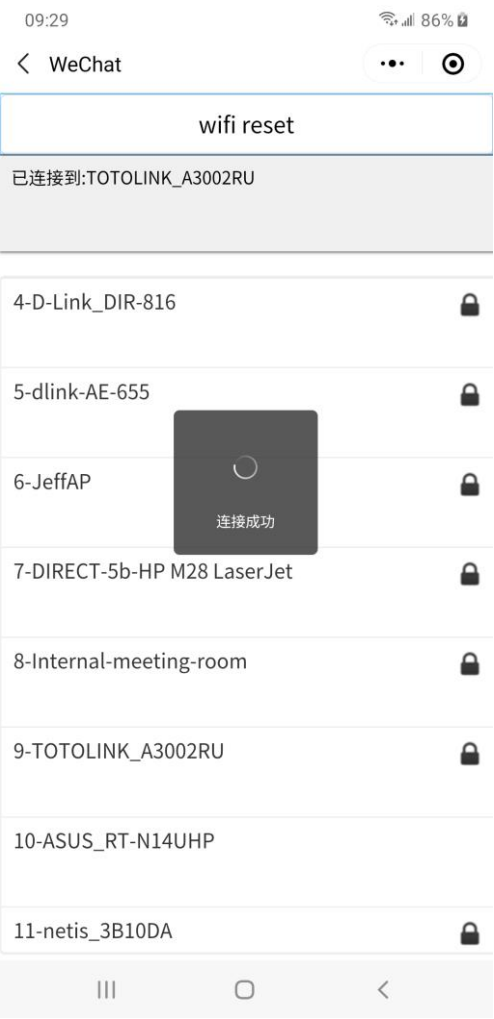 09:29
86%
WeChat
wifi reset
已连接到:TOTOLINK_A3002RU
4-D-Link_DIR-816
5-dlink-AE-655
6-JeffAP
连接成功
7-DIRECT-5b-HP M28 LaserJet
8-Internal-meeting-room
9-TOTOLINK_A3002RU
10-ASUS_RT-N14UHP
11-netis_3B10DA